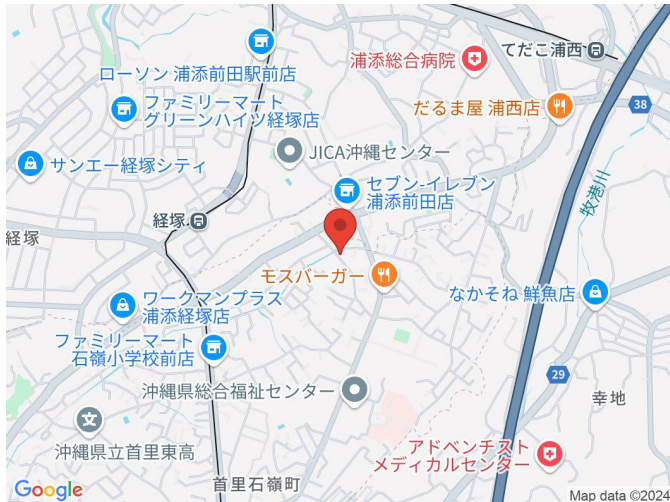 てだこ浦西
浦添総合病院
ローソン 浦添前田駅前店
だるま屋 浦西店
38
ファミリーマート
グリーンハイツ経塚店
JICA沖縄センター
サンエー経塚シティ
セブン-イレブン
浦添前田店
牧港川
経塚
経塚
モスバーガー
なかそね 鮮魚店
ワークマンプラス
浦添経塚店
ファミリーマート
石嶺小学校前店
29
沖縄県総合福祉センター
幸地
沖縄県立首里東高
アドベンチスト
メディカルセンター
首里石嶺町
Google
Map data ©2024